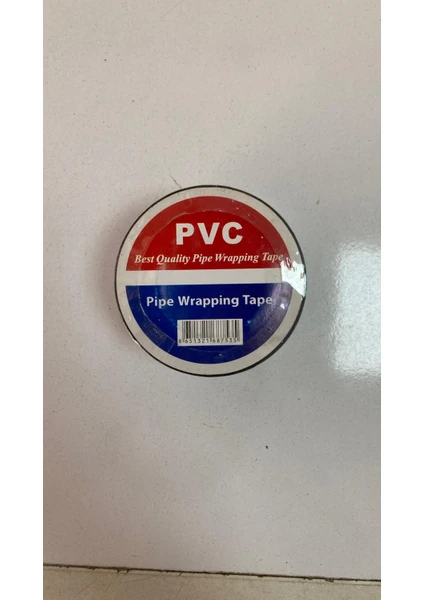 PVC
Best Quality Pipe Wrapping Tape
Pipe Wrapping Tape